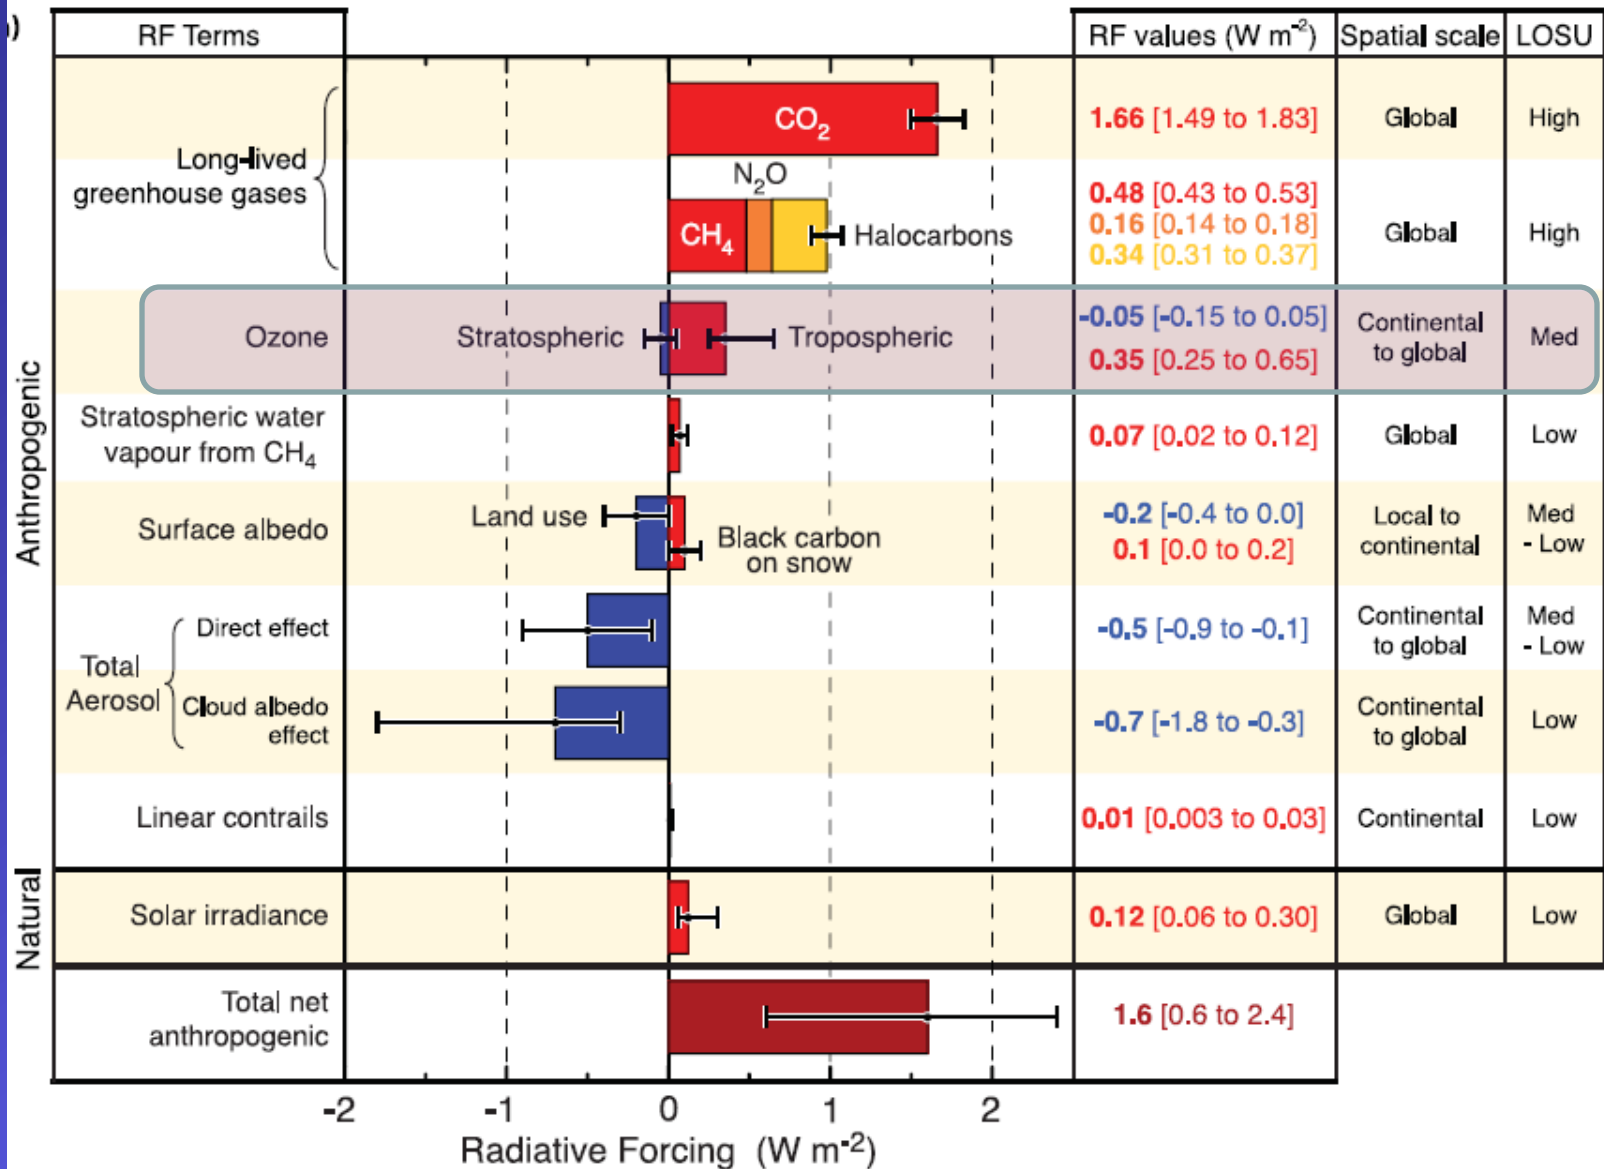 )
RF Terms
RF values (W m-2)
Spatial scale
LOSU
Anthropogenic
Long-lived
greenhouse gases
CO2
1.66 [1.49 to 1.83]
Global
High
N2O
CH4
Halocarbons
0.48 [0.43 to 0.53]
0.16 [0.14 to 0.18]
0.34 [0.31 to 0.37]
Global
High
Ozone
Stratospheric
Tropospheric
-0.05 [-0.15 to 0.05]
0.35 [0.25 to 0.65]
Continental
to global
Med
Stratospheric water
vapour from CH4
0.07 [0.02 to 0.12]
Global
Low
Surface albedo
Land use
Black carbon
on snow
-0.2 [-0.4 to 0.0]
0.1 [0.0 to 0.2]
Local to
continental
Med
- Low
Total
Aerosol
Direct effect
-0.5 [-0.9 to -0.1]
Continental
to global
Med
- Low
Cloud albedo
effect
-0.7 [-1.8 to -0.3]
Continental
to global
Low
Linear contrails
0.01 [0.003 to 0.03]
Continental
Low
Natural
Solar irradiance
0.12 [0.06 to 0.30]
Global
Low
Total net
anthropogenic
1.6 [0.6 to 2.4]
-2 -1 0 1 2
Radiative Forcing (W m-2)